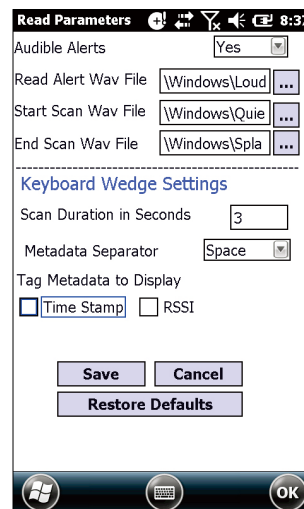 Read Parameters 8:37
Audible Alerts Yes
Read Alert Wav File \Windows\Loud ...
Start Scan Wav File \Windows\Quie ...
End Scan Wav File \Windows\Spla ...
Keyboard Wedge Settings
Scan Duration in Seconds 3
Metadata Separator Space
Tag Metadata to Display
Time Stamp RSSI
Save Cancel
Restore Defaults
OK